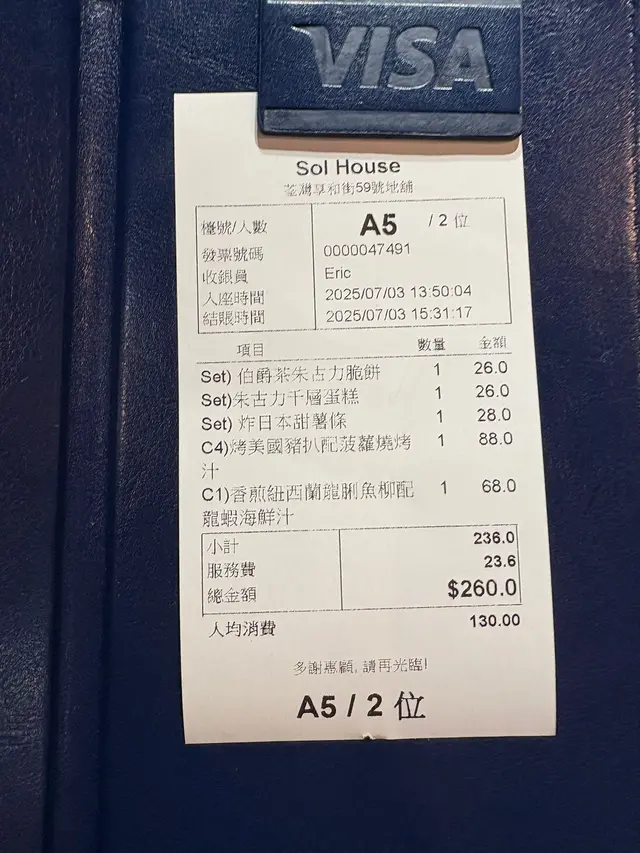 VISA
Sol House
荃灣享和街59號地舖
檯號/人數 A5 / 2 位
發票號碼 0000047491
收銀員 Eric
入座時間 2025/07/03 13:50:04
結賬時間 2025/07/03 15:31:17
項目 數量 金額
Set) 伯爵茶朱古力脆餅 1 26.0
Set)朱古力千層蛋糕 1 26.0
Set) 炸日本甜薯條 1 28.0
C4)烤美國豬扒配菠蘿燒烤 1 88.0
汁
C1)香煎紐西蘭龍脷魚柳配 1 68.0
龍蝦海鮮汁
小計 236.0
服務費 23.6
總金額 $260.0
人均消費 130.00
多謝惠顧, 請再光臨!
A5 / 2 位